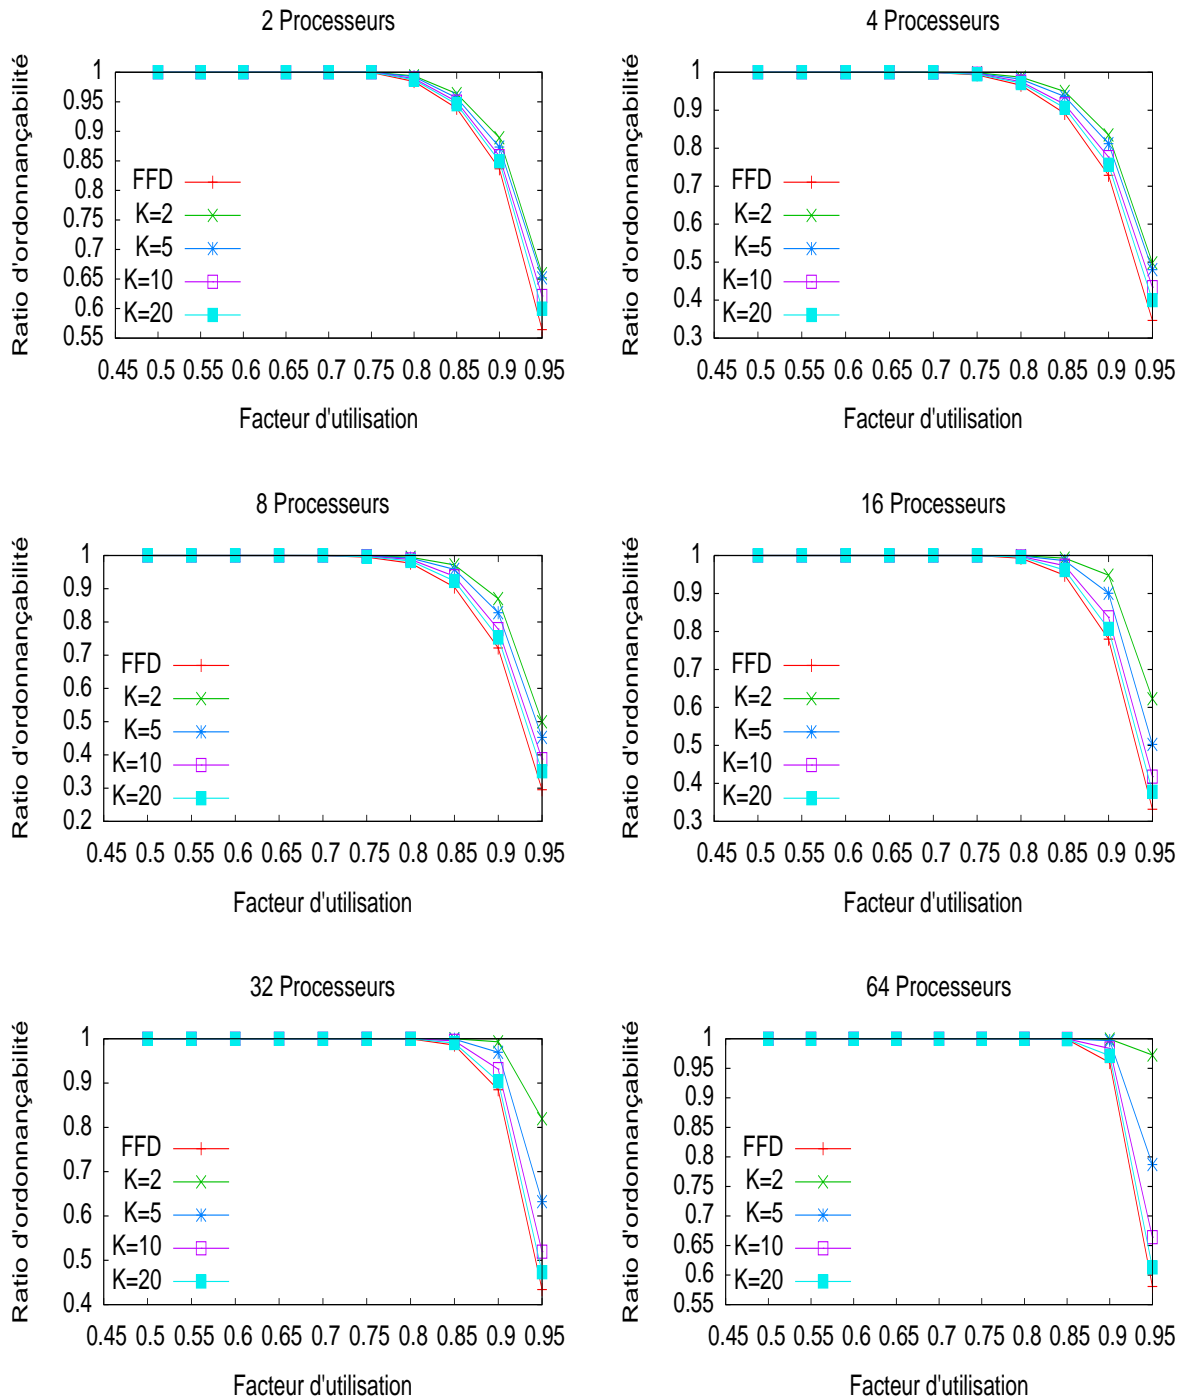 2 Processeurs
Ratio d'ordonnançabilité
1
0.95
0.9
0.85
0.8
0.75
0.7
0.65
0.6
0.55
FFD
K=2
K=5
K=10
K=20
0.45 0.5 0.55 0.6 0.65 0.7 0.75 0.8 0.85 0.9 0.95
Facteur d'utilisation
4 Processeurs
Ratio d'ordonnançabilité
1
0.9
0.8
0.7
0.6
0.5
0.4
0.3
FFD
K=2
K=5
K=10
K=20
0.45 0.5 0.55 0.6 0.65 0.7 0.75 0.8 0.85 0.9 0.95
Facteur d'utilisation
8 Processeurs
Ratio d'ordonnançabilité
1
0.9
0.8
0.7
0.6
0.5
0.4
0.3
0.2
FFD
K=2
K=5
K=10
K=20
0.45 0.5 0.55 0.6 0.65 0.7 0.75 0.8 0.85 0.9 0.95
Facteur d'utilisation
16 Processeurs
Ratio d'ordonnançabilité
1
0.9
0.8
0.7
0.6
0.5
0.4
0.3
FFD
K=2
K=5
K=10
K=20
0.45 0.5 0.55 0.6 0.65 0.7 0.75 0.8 0.85 0.9 0.95
Facteur d'utilisation
32 Processeurs
Ratio d'ordonnançabilité
1
0.9
0.8
0.7
0.6
0.5
0.4
FFD
K=2
K=5
K=10
K=20
0.45 0.5 0.55 0.6 0.65 0.7 0.75 0.8 0.85 0.9 0.95
Facteur d'utilisation
64 Processeurs
Ratio d'ordonnançabilité
1
0.95
0.9
0.85
0.8
0.75
0.7
0.65
0.6
0.55
FFD
K=2
K=5
K=10
K=20
0.45 0.5 0.55 0.6 0.65 0.7 0.75 0.8 0.85 0.9 0.95
Facteur d'utilisation